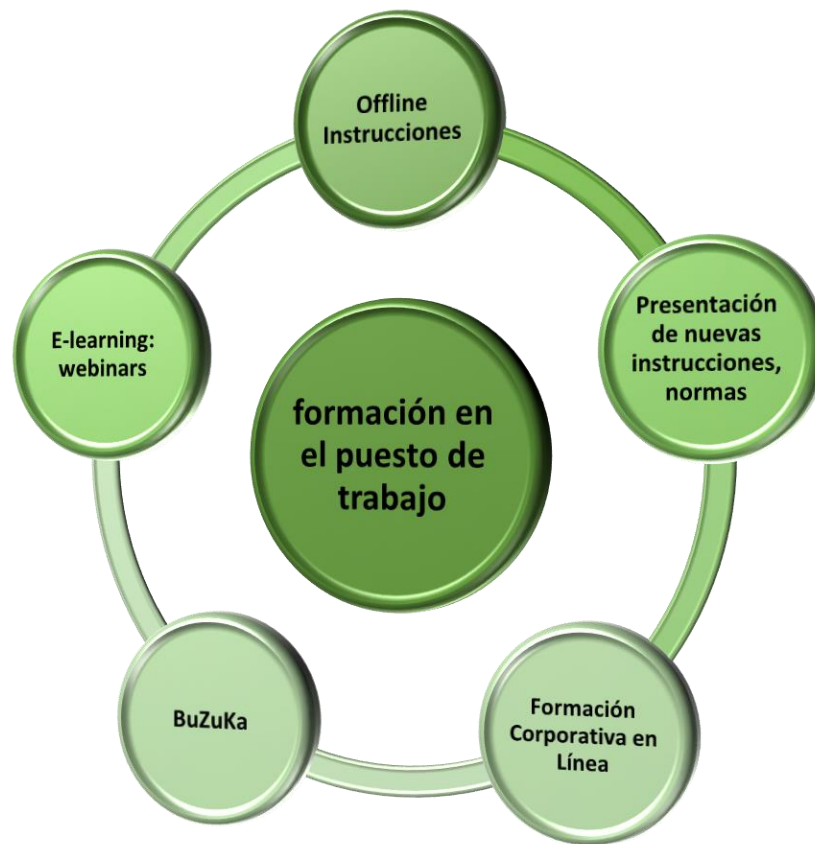 Offline
Instrucciones
Presentación
de nuevas
instrucciones,
normas
E-learning:
webinars
formación en
el puesto de
trabajo
BuZuKa
Formación
Corporativa en
Línea